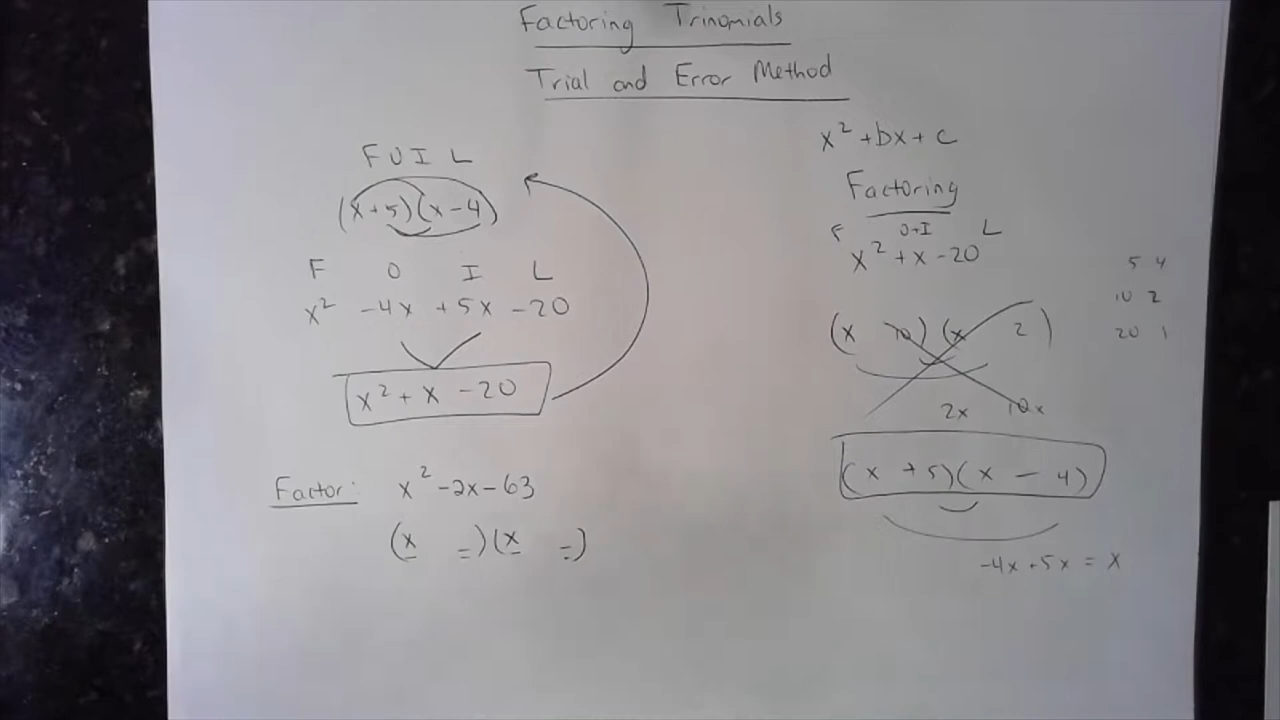 Factoring Trinomials
Trial and Error Method
F O I L
(x+5)(x-4)
F O I L
x² -4x +5x -20
x² + x -20
Factor: x² -2x -63
(x _)(x _)
x² + bx + c
Factoring
F O+I L
x² + x -20
5 4
10 2
20 1
(x 10)(x 2)
2x 10x
(x +5)(x - 4)
-4x +5x = x